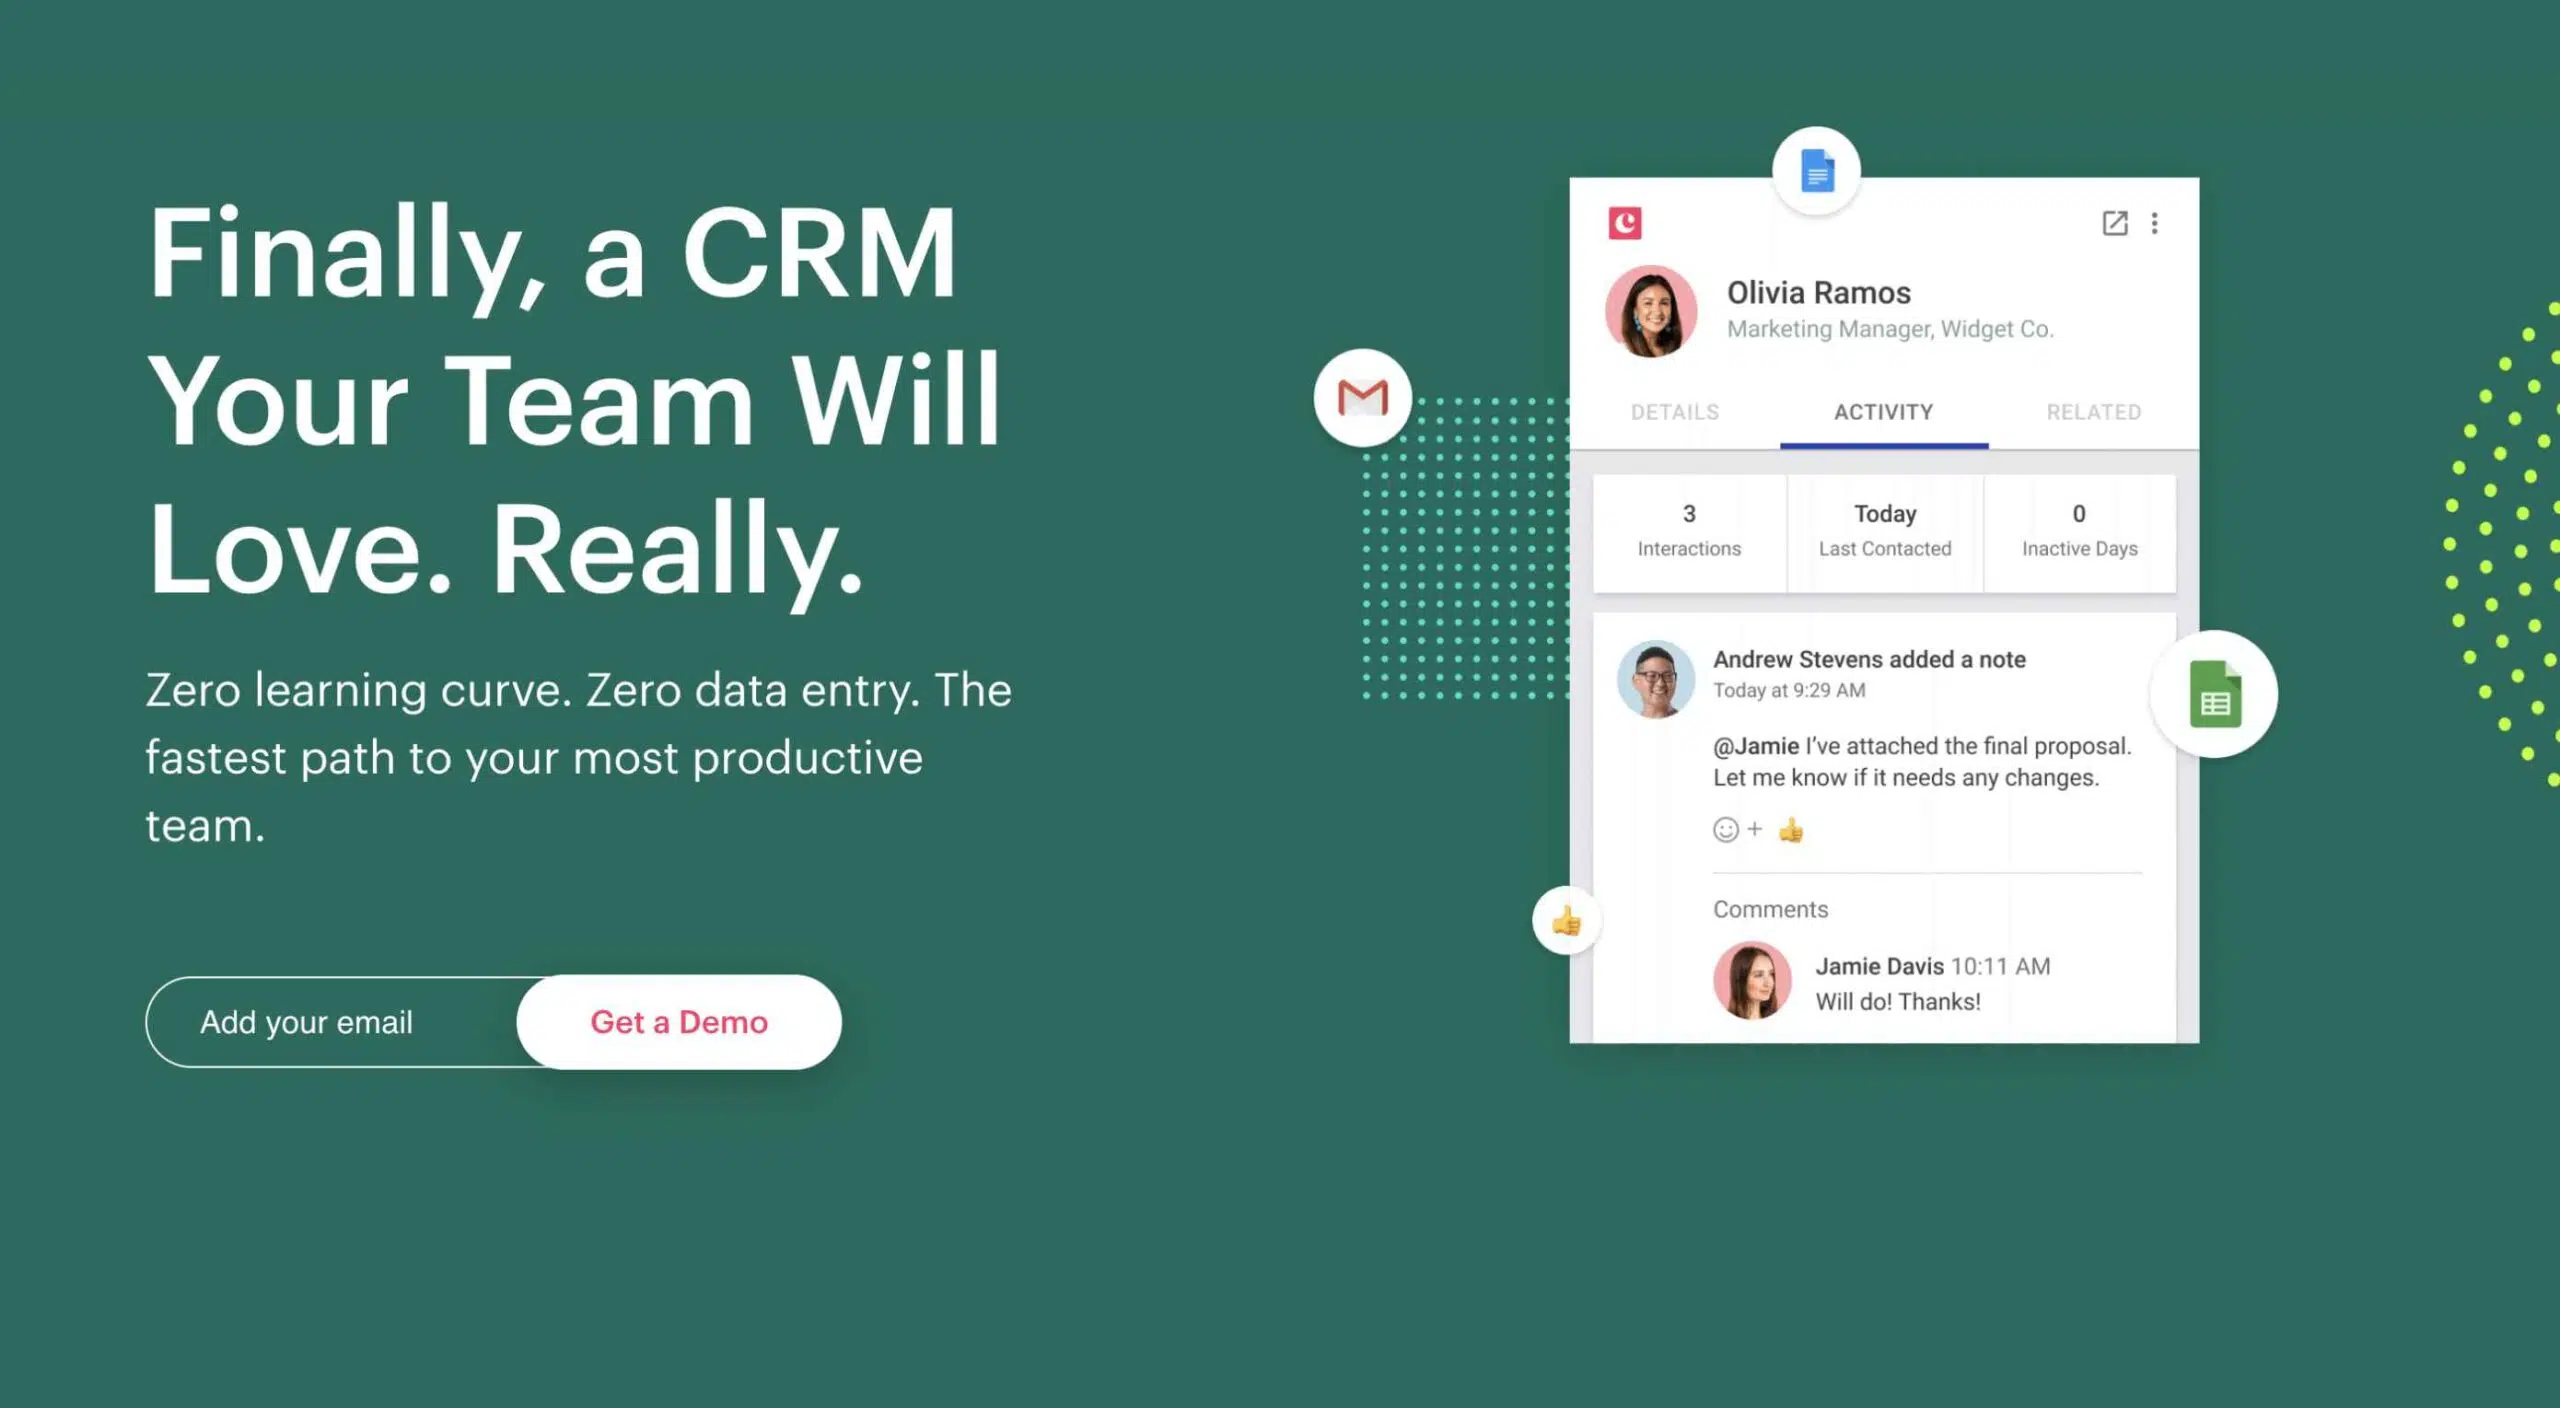 Finally, a CRM
Your Team Will
Love. Really.
Zero learning curve. Zero data entry. The
fastest path to your most productive
team.
Add your email
Get a Demo
Olivia Ramos
Marketing Manager, Widget Co.
DETAILS
ACTIVITY
RELATED
3
Interactions
Today
Last Contacted
0
Inactive Days
Andrew Stevens added a note
Today at 9:29 AM
@Jamie I’ve attached the final proposal.
Let me know if it needs any changes.
Comments
Jamie Davis 10:11 AM
Will do! Thanks!